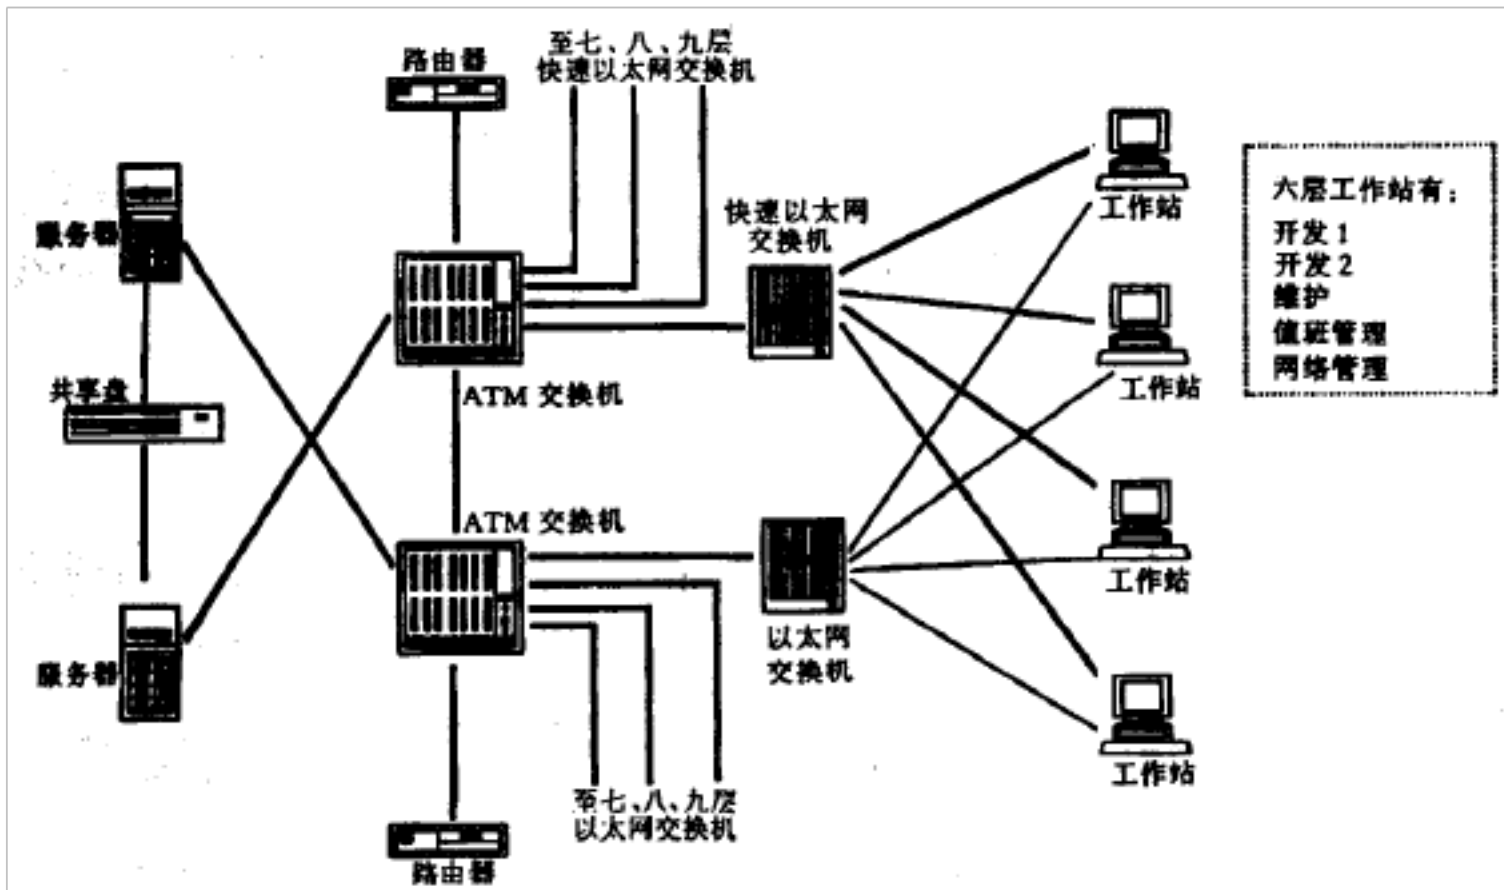 路由器
至七、八、九层
快速以太网交换机
服务器
快速以太网
交换机
工作站
六层工作站有：
开发1
开发2
维护
值班管理
网络管理
工作站
共享盘
ATM 交换机
ATM 交换机
工作站
服务器
以太网
交换机
工作站
至七、八、九层
以太网交换机
路由器